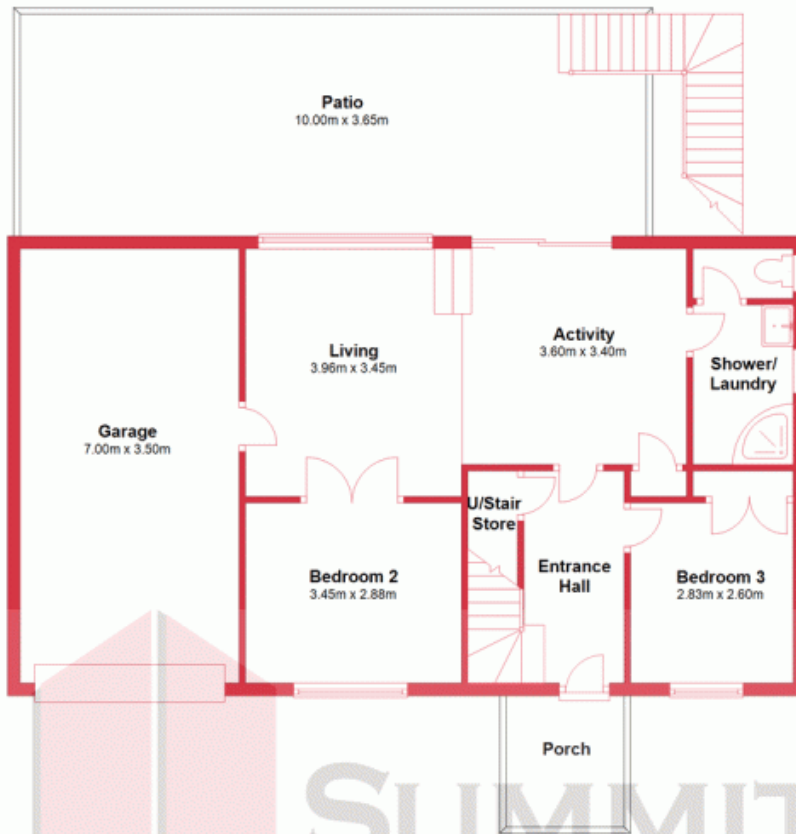 Patio
10.00m x 3.65m
Living
3.96m x 3.45m
Activity
3.60m x 3.40m
Shower/
Laundry
Garage
7.00m x 3.50m
U/Stair
Store
Entrance
Hall
Bedroom 2
3.45m x 2.88m
Bedroom 3
2.83m x 2.60m
Porch
SUMMIT